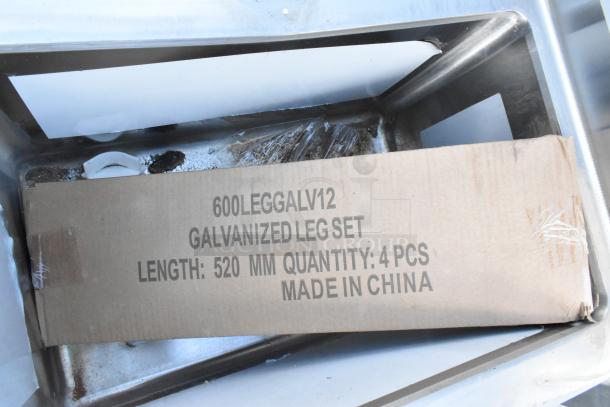 600LEGGALV12
GALVANIZED LEG SET
LENGTH: 520 MM QUANTITY: 4 PCS
MADE IN CHINA